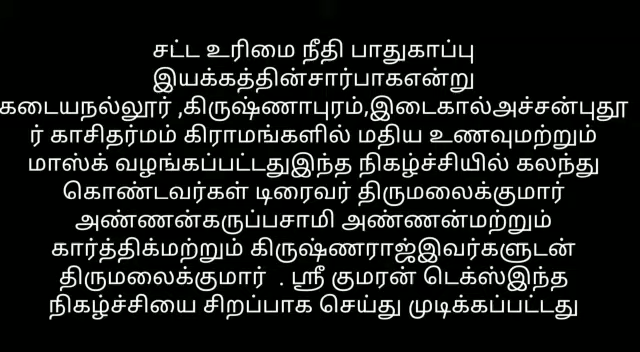 சட்ட உரிமை நீதி பாதுகாப்பு
இயக்கத்தின்சார்பாகஎன்று
கடையநல்லூர் ,கிருஷ்ணாபுரம்,இடைகால்அச்சன்புதூ
ர் காசிதர்மம் கிராமங்களில் மதிய உணவுமற்றும்
மாஸ்க் வழங்கப்பட்டதுஇந்த நிகழ்ச்சியில் கலந்து
கொண்டவர்கள் டிரைவர் திருமலைக்குமார்
அண்ணன்கருப்பசாமி அண்ணன்மற்றும்
கார்த்திக்மற்றும் கிருஷ்ணராஜ்இவர்களுடன்
திருமலைக்குமார்  . ஸ்ரீ குமரன் டெக்ஸ்இந்த
நிகழ்ச்சியை சிறப்பாக செய்து முடிக்கப்பட்டது